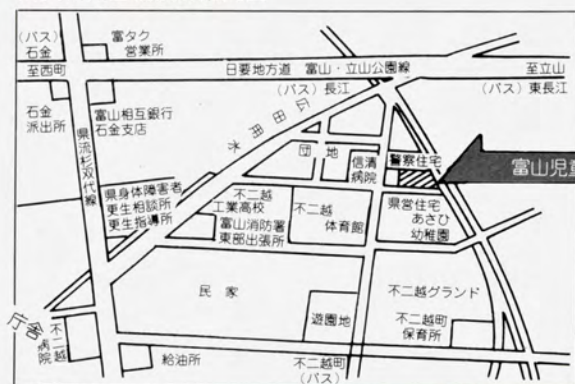 (バス)
石金
富タク
営業所
至西町
日要地方道 富山・立山公園線
至立山
(バス)長江
(バス)東長江
石金
派出所
富山相互銀行
石金支店
県流杉双代線
広田用水
団地
信清
病院
警察住宅
富山児童
県身体障害者
更生相談所
更生指導所
不二越
工業高校
不二越
体育館
県営住宅
あさひ
幼稚園
富山消防署
東部出張所
民家
遊園地
不二越グランド
不二越町
保育所
庁舎
不二越
病院
給油所
不二越町
(バス)